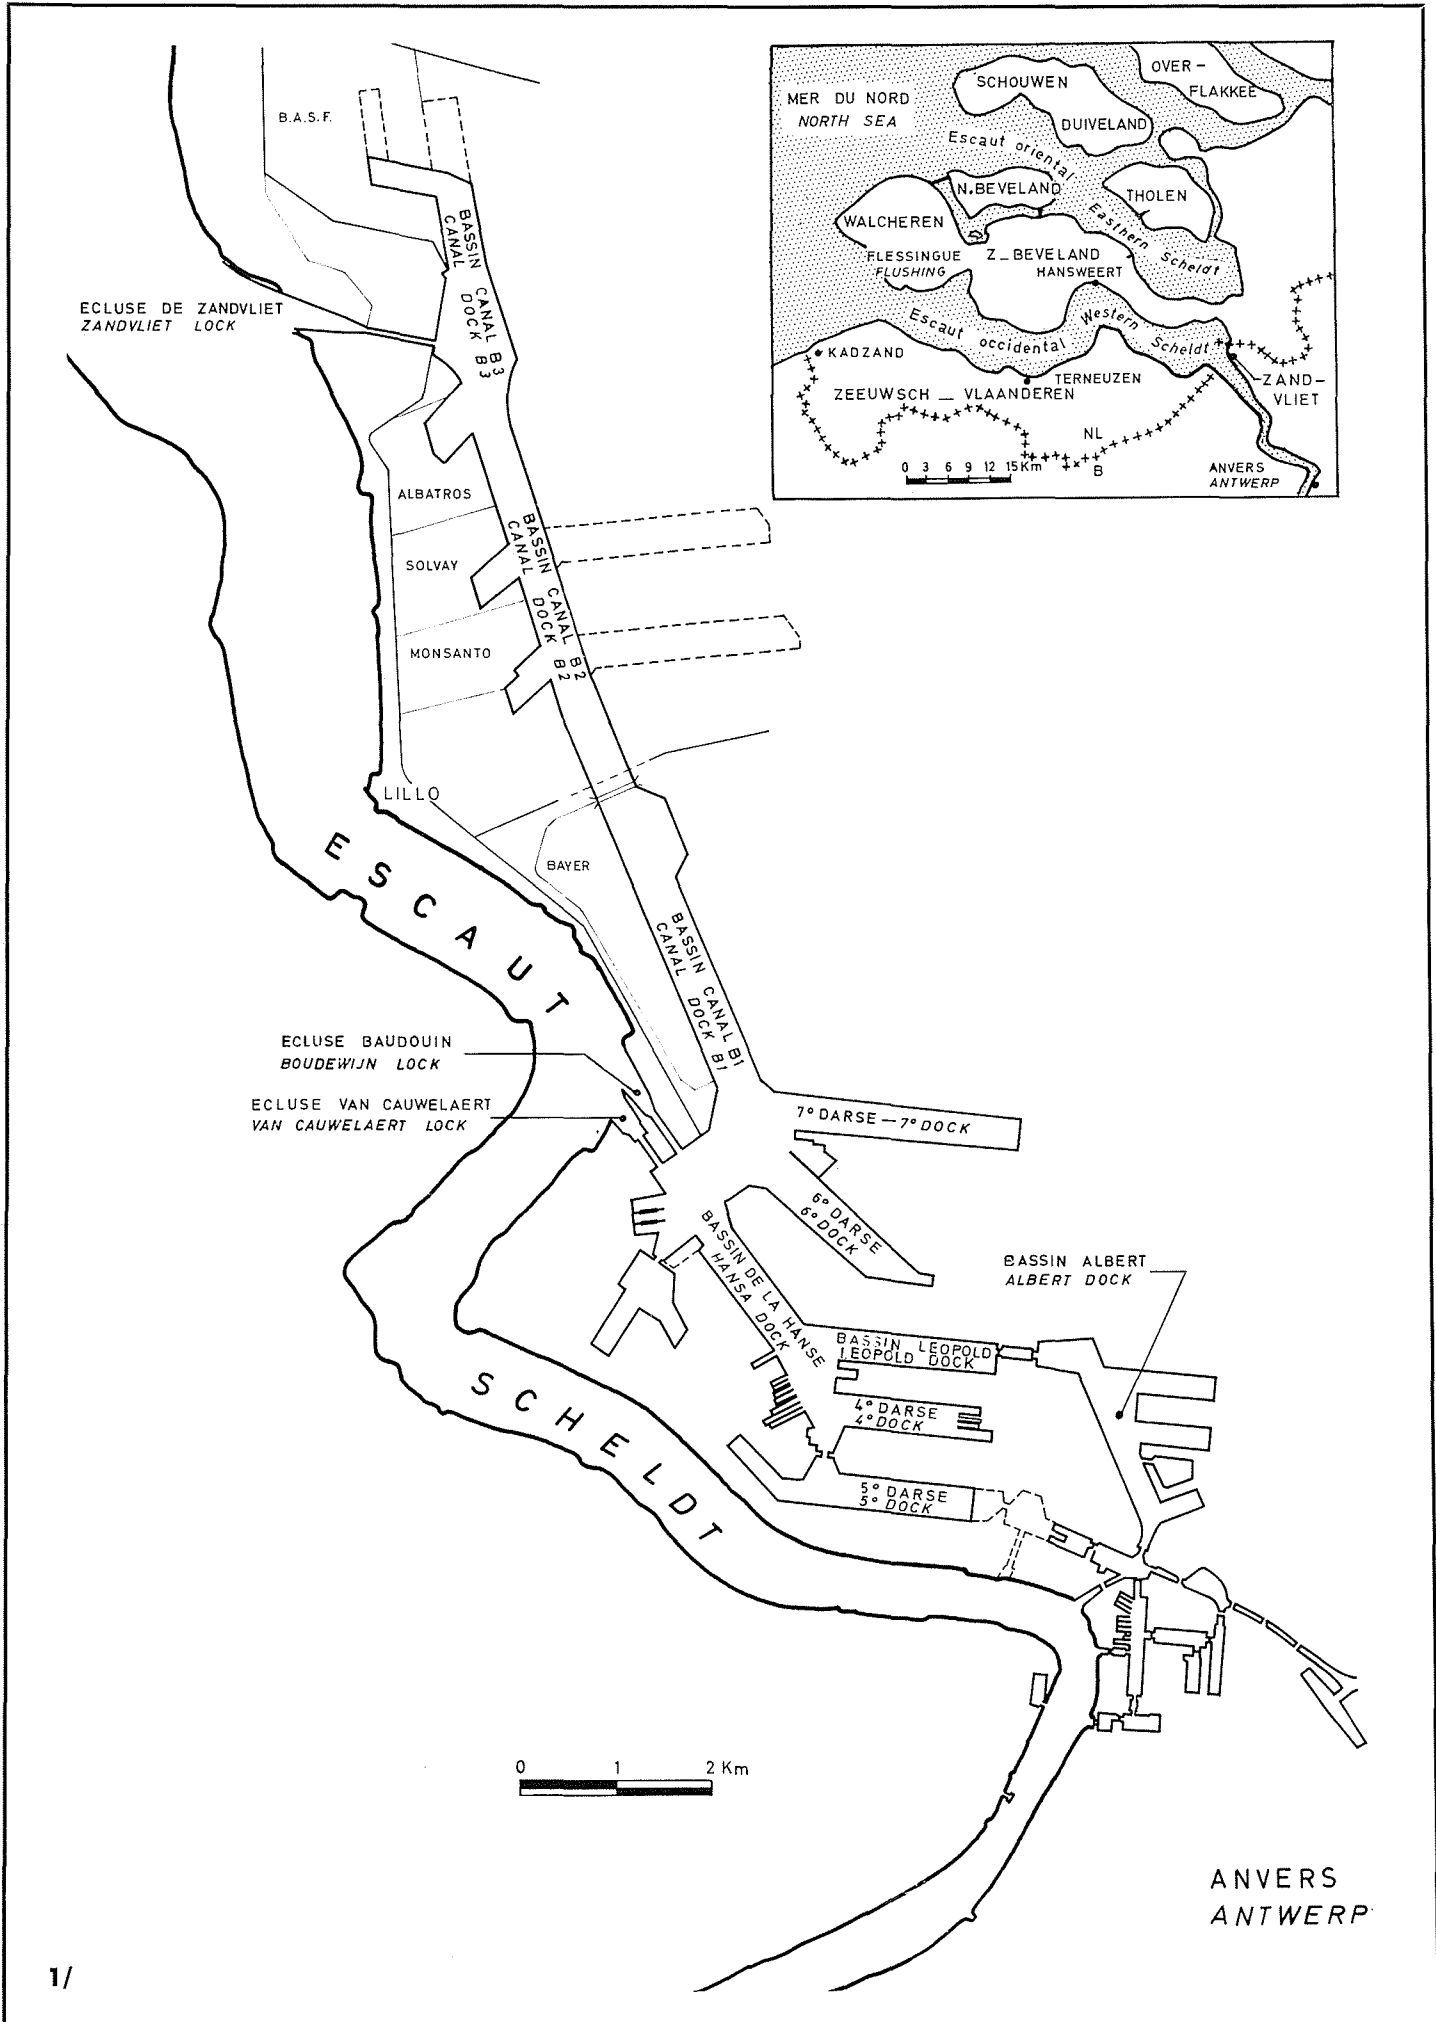 B.A.S.F.
MER DU NORD
NORTH SEA
SCHOUWEN
DUIVELAND
OVER-
FLAKKEE
Escaut oriental
Easthern Scheldt
N.BEVELAND
THOLEN
WALCHEREN
FLESSINGUE
FLUSHING
Z_BEVELAND
HANSWEERT
Escaut occidental
Western Scheldt
KADZAND
TERNEUZEN
ZEEUWSCH _ VLAANDEREN
ZAND-
VLIET
NL
B
0 3 6 9 12 15 Km
ANVERS
ANTWERP
BASSIN CANAL B3
CANAL DOCK B3
ECLUSE DE ZANDVLIET
ZANDVLIET LOCK
ALBATROS
SOLVAY
MONSANTO
BASSIN CANAL B2
CANAL DOCK B2
LILLO
BAYER
ESCAUT
BASSIN CANAL B1
CANAL DOCK B1
ECLUSE BAUDOUIN
BOUDEWIJN LOCK
ECLUSE VAN CAUWELAERT
VAN CAUWELAERT LOCK
7° DARSE — 7° DOCK
6° DARSE
6° DOCK
BASSIN DE LA HANSE
HANSA DOCK
BASSIN ALBERT
ALBERT DOCK
BASSIN LEOPOLD
LEOPOLD DOCK
4° DARSE
4° DOCK
5° DARSE
5° DOCK
SCHELDT
0 1 2 Km
ANVERS
ANTWERP
1/